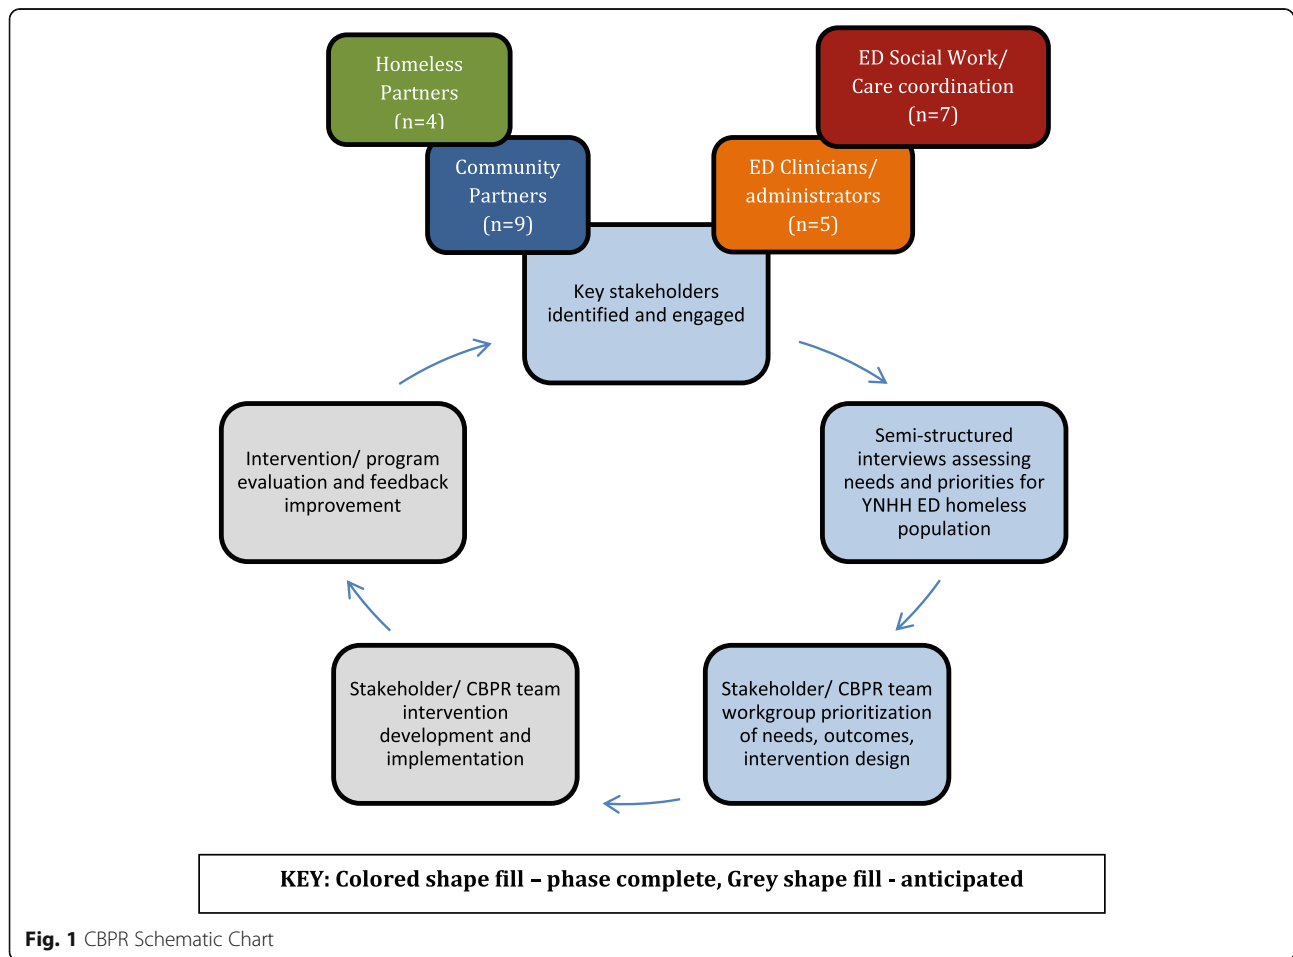 Homeless
Partners
(n=4)
ED Social Work/
Care coordination
(n=7)
Community
Partners
(n=9)
ED Clinicians/
administrators
(n=5)
Key stakeholders
identified and engaged
Semi-structured
interviews assessing
needs and priorities for
YNHH ED homeless
population
Stakeholder/ CBPR team
workgroup prioritization
of needs, outcomes,
intervention design
Stakeholder/ CBPR team
intervention
development and
implementation
Intervention/ program
evaluation and feedback
improvement
KEY: Colored shape fill – phase complete, Grey shape fill - anticipated
Fig. 1 CBPR Schematic Chart